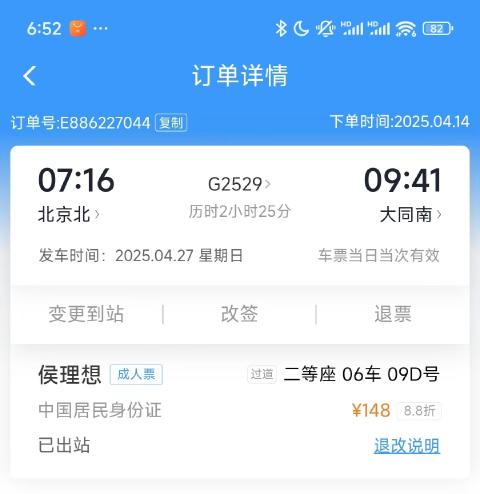 6:52 ··· HD HD 82
订单详情
订单号:E886227044 复制 下单时间:2025.04.14
07:16 G2529 09:41
北京北 历时2小时25分 大同南
发车时间：2025.04.27 星期日 车票当日当次有效
变更到站 改签 退票
侯理想 成人票 过道 二等座 06车 09D号
中国居民身份证 ¥148 8.8折
已出站 退改说明